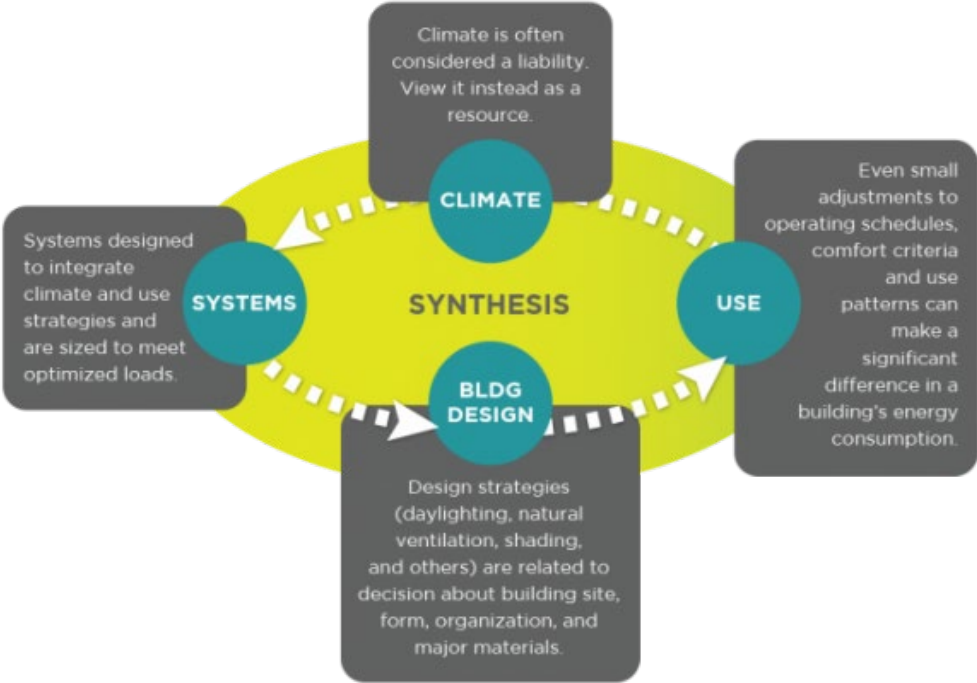 Climate is often
considered a liability.
View it instead as a
resource.
CLIMATE
Systems designed
to integrate
climate and use
strategies and
are sized to meet
optimized loads.
SYSTEMS
SYNTHESIS
USE
Even small
adjustments to
operating schedules,
comfort criteria
and use
patterns can
make a
significant
difference in a
building's energy
consumption.
BLDG
DESIGN
Design strategies
(daylighting, natural
ventilation, shading,
and others) are related to
decision about building site,
form, organization, and
major materials.